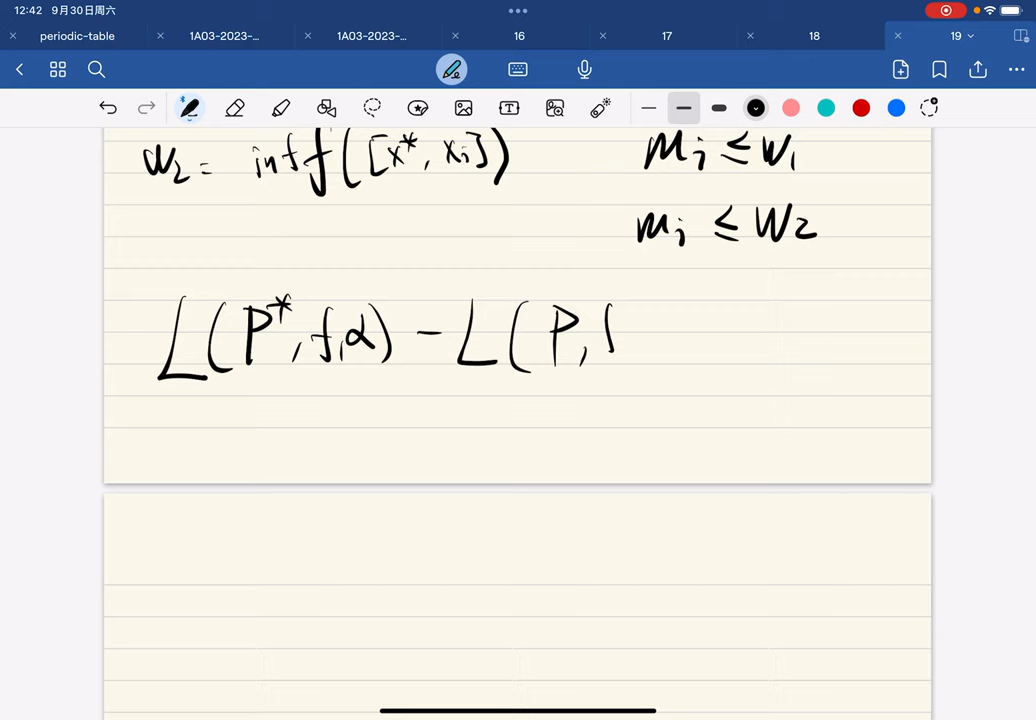 12:42 9月30日周六
periodic-table 1A03-2023-... 1A03-2023-... 16 17 18 19
w₂ = inf f([x*, xᵢ]) mᵢ ≤ w₁
mᵢ ≤ w₂
L(P*, f, α) - L(P, f